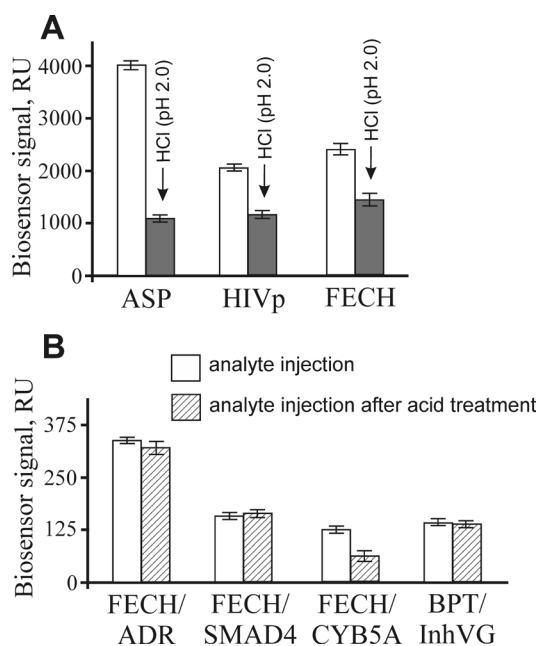 A
Biosensor signal, RU
4000
3000
2000
1000
0
HCl (pH 2.0)
HCl (pH 2.0)
HCl (pH 2.0)
ASP
HIVp
FECH
B
analyte injection
analyte injection after acid treatment
Biosensor signal, RU
375
250
125
0
FECH/
ADR
FECH/
SMAD4
FECH/
CYB5A
BPT/
InhVG